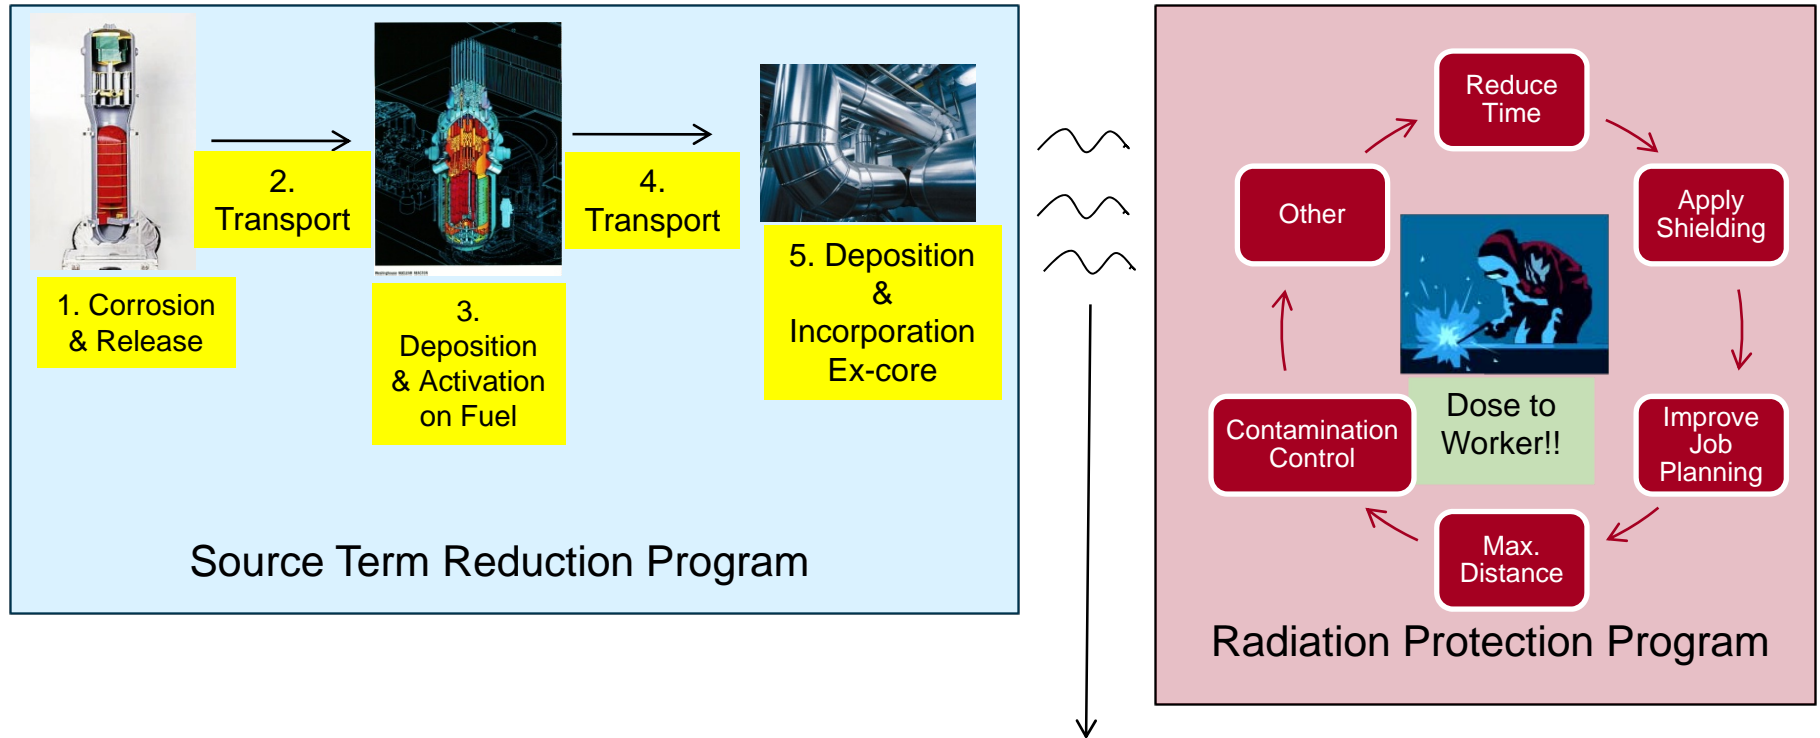 1. Corrosion
& Release
2.
Transport
3.
Deposition
& Activation
on Fuel
4.
Transport
5. Deposition
&
Incorporation
Ex-core
Source Term Reduction Program
Reduce
Time
Apply
Shielding
Improve
Job
Planning
Max.
Distance
Contamination
Control
Other
Dose to
Worker!!
Radiation Protection Program